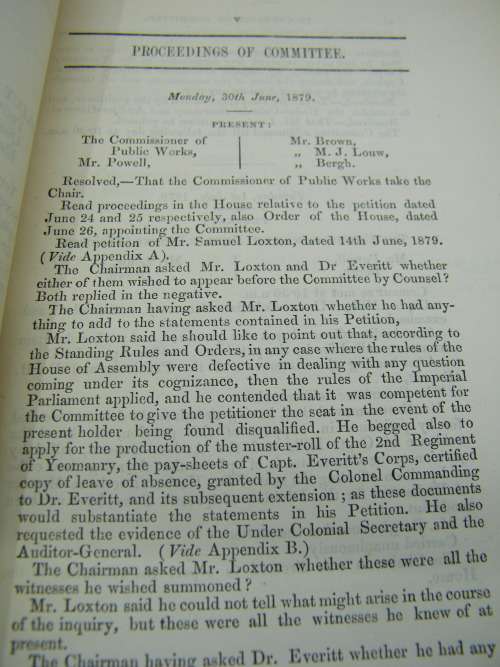 v
PROCEEDINGS OF COMMITTEE.
Monday, 30th June, 1879.
PRESENT:
The Commissioner of
Public Works,
Mr. Powell,
Mr. Brown,
„ M. J. Louw,
„ Bergh.
Resolved,—That the Commissioner of Public Works take the
Chair.
Read proceedings in the House relative to the petition dated
June 24 and 25 respectively, also Order of the House, dated
June 26, appointing the Committee.
Read petition of Mr. Samuel Loxton, dated 14th June, 1879.
(Vide Appendix A).
The Chairman asked Mr. Loxton and Dr Everitt whether
either of them wished to appear before the Committee by Counsel?
Both replied in the negative.
The Chairman having asked Mr. Loxton whether he had any-
thing to add to the statements contained in his Petition,
Mr. Loxton said he should like to point out that, according to
the Standing Rules and Orders, in any case where the rules of the
House of Assembly were defective in dealing with any question
coming under its cognizance, then the rules of the Imperial
Parliament applied, and he contended that it was competent for
the Committee to give the petitioner the seat in the event of the
present holder being found disqualified. He begged also to
apply for the production of the muster-roll of the 2nd Regiment
of Yeomanry, the pay-sheets of Capt. Everitt's Corps, certified
copy of leave of absence, granted by the Colonel Commanding
to Dr. Everitt, and its subsequent extension ; as these documents
would substantiate the statements in his Petition. He also
requested the evidence of the Under Colonial Secretary and the
Auditor-General. (Vide Appendix B.)
The Chairman asked Mr. Loxton whether these were all the
witnesses he wished summoned ?
Mr. Loxton said he could not tell what might arise in the course
of the inquiry, but these were all the witnesses he knew of at
present.
The Chairman having asked Dr. Everitt whether he had any